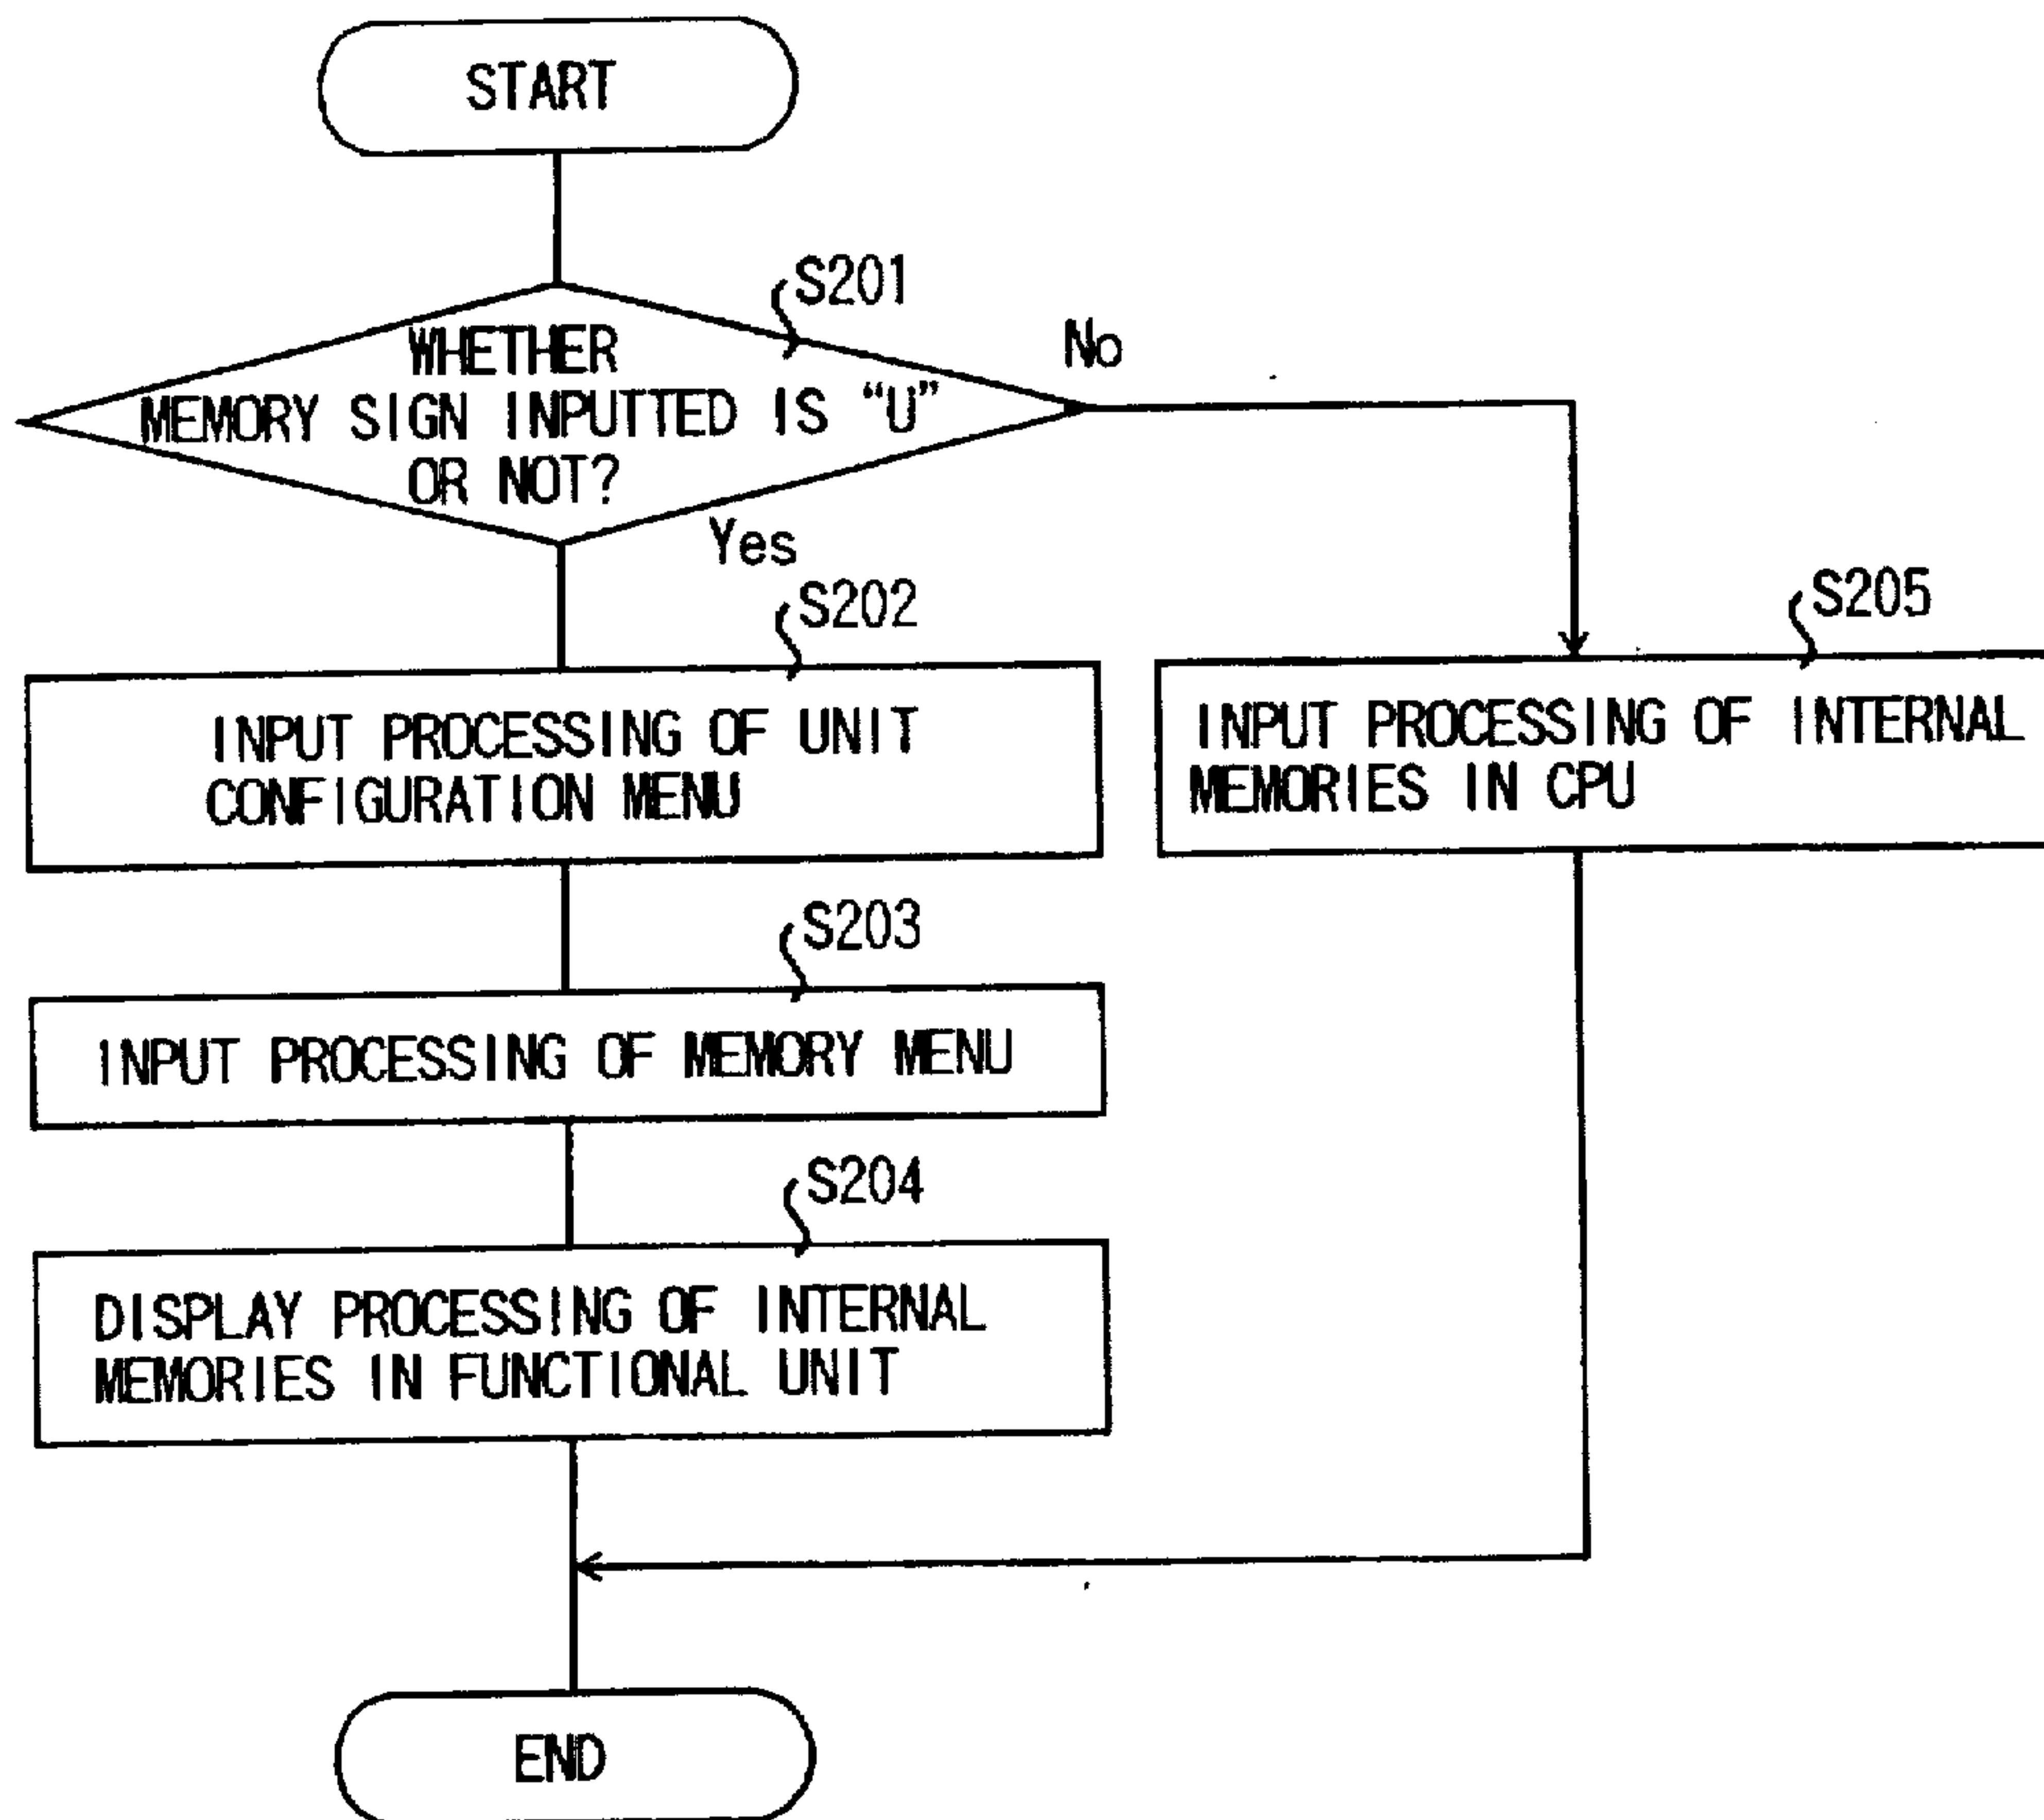 START
S201
WHETHER
MEMORY SIGN INPUTTED IS “U”
OR NOT?
No
Yes
S202
INPUT PROCESSING OF UNIT
CONFIGURATION MENU
S205
INPUT PROCESSING OF INTERNAL
MEMORIES IN CPU
S203
INPUT PROCESSING OF MEMORY MENU
S204
DISPLAY PROCESSING OF INTERNAL
MEMORIES IN FUNCTIONAL UNIT
END